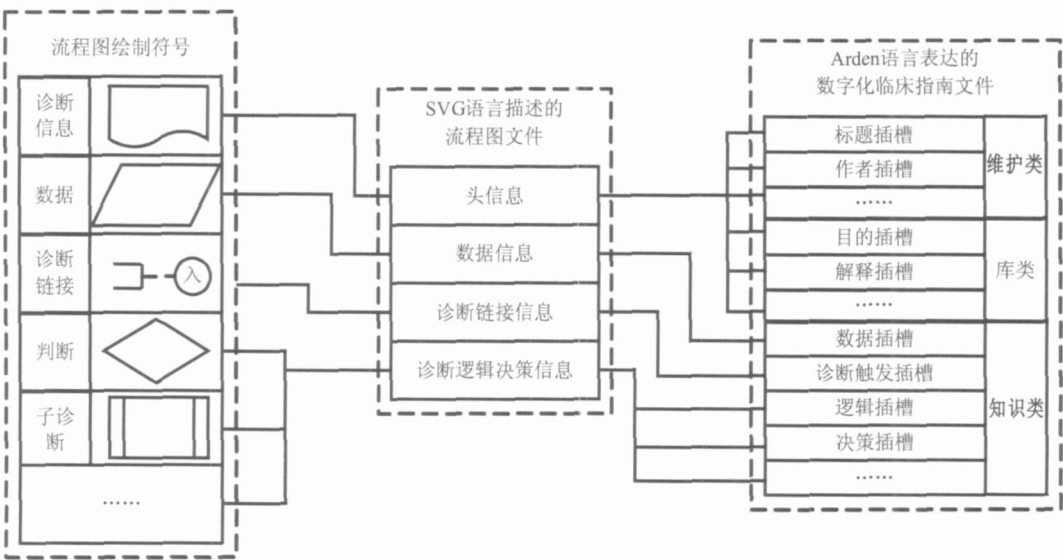 流程图绘制符号
诊断
信息
数据
诊断
链接
入
判断
子诊
断
……
SVG语言描述的
流程图文件
头信息
数据信息
诊断链接信息
诊断逻辑决策信息
Arden语言表达的
数字化临床指南文件
标题插槽
作者插槽
……
维护类
目的插槽
解释插槽
……
库类
数据插槽
诊断触发插槽
逻辑插槽
决策插槽
……
知识类